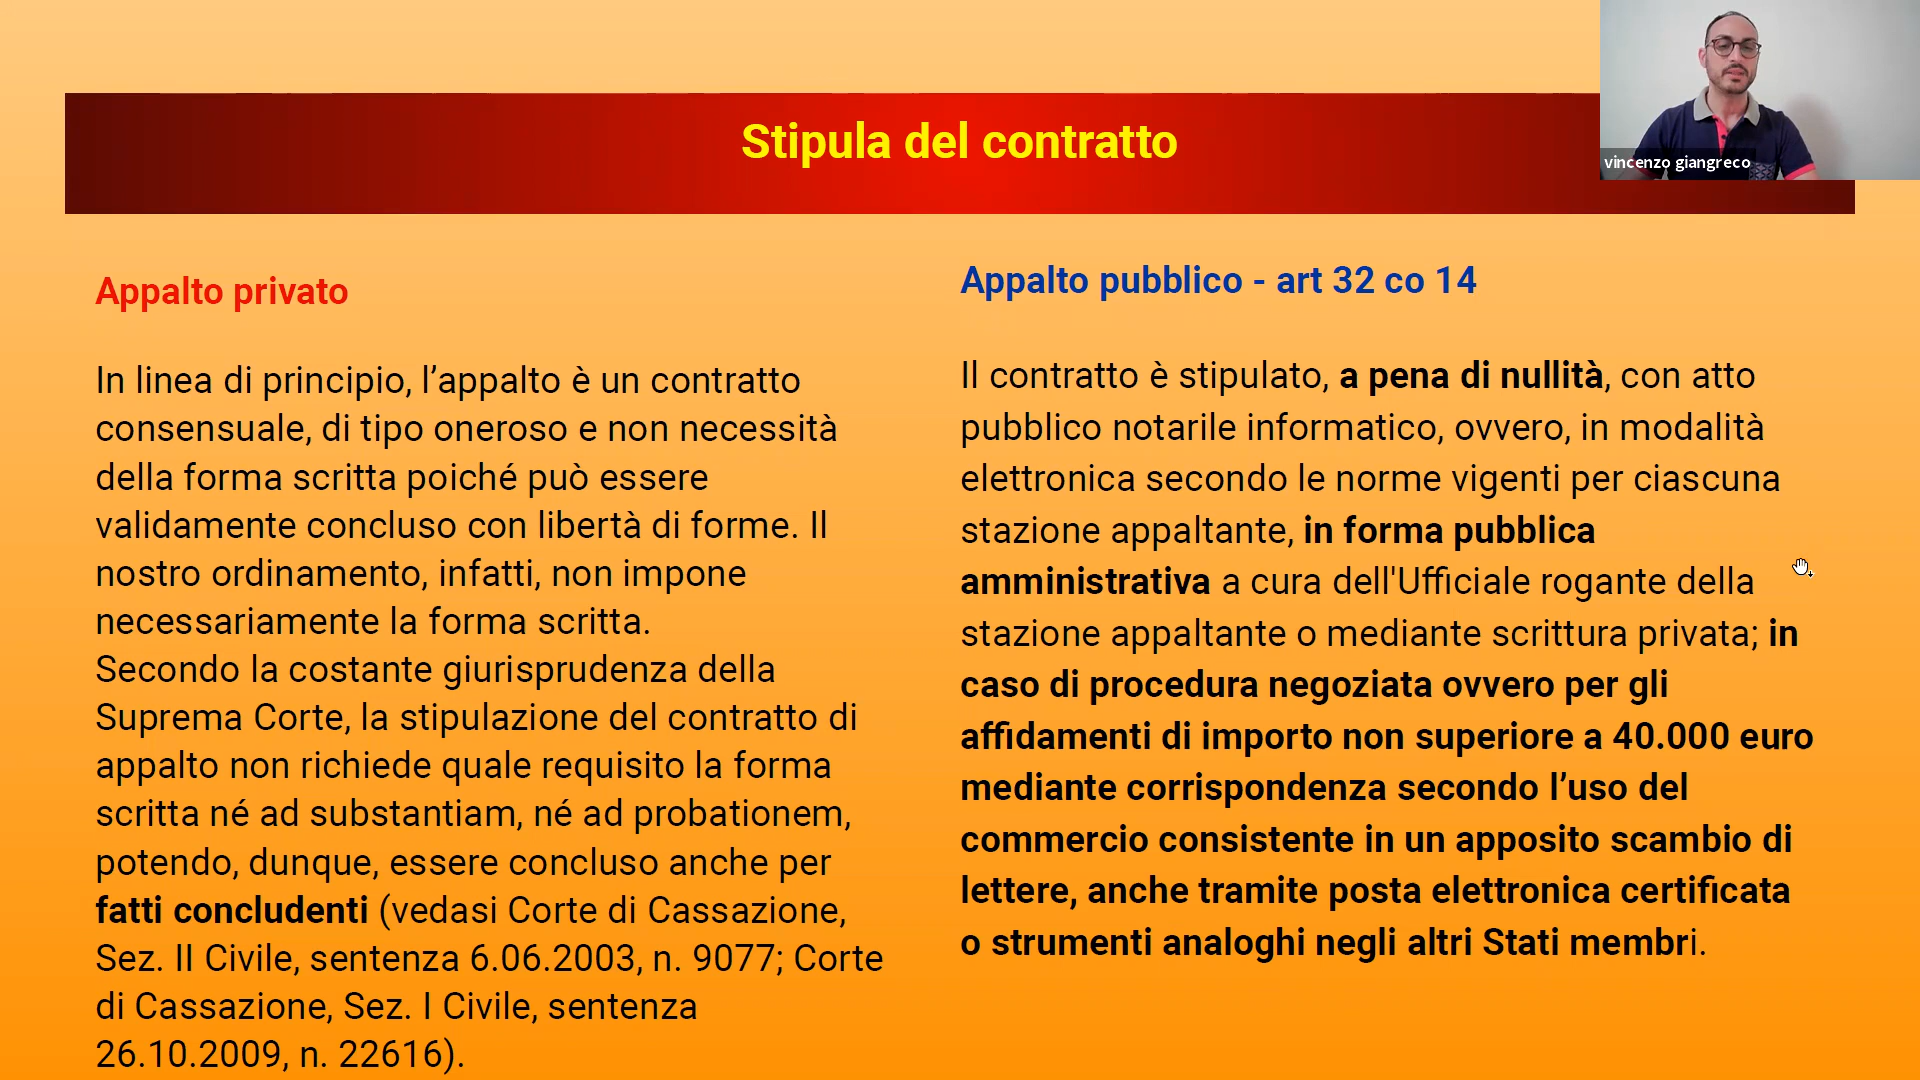 Stipula del contratto
vincenzo giangreco
Appalto privato
In linea di principio, l’appalto è un contratto
consensuale, di tipo oneroso e non necessità
della forma scritta poiché può essere
validamente concluso con libertà di forme. Il
nostro ordinamento, infatti, non impone
necessariamente la forma scritta.
Secondo la costante giurisprudenza della
Suprema Corte, la stipulazione del contratto di
appalto non richiede quale requisito la forma
scritta né ad substantiam, né ad probationem,
potendo, dunque, essere concluso anche per
fatti concludenti (vedasi Corte di Cassazione,
Sez. II Civile, sentenza 6.06.2003, n. 9077; Corte
di Cassazione, Sez. I Civile, sentenza
26.10.2009, n. 22616).
Appalto pubblico - art 32 co 14
Il contratto è stipulato, a pena di nullità, con atto
pubblico notarile informatico, ovvero, in modalità
elettronica secondo le norme vigenti per ciascuna
stazione appaltante, in forma pubblica
amministrativa a cura dell'Ufficiale rogante della
stazione appaltante o mediante scrittura privata; in
caso di procedura negoziata ovvero per gli
affidamenti di importo non superiore a 40.000 euro
mediante corrispondenza secondo l’uso del
commercio consistente in un apposito scambio di
lettere, anche tramite posta elettronica certificata
o strumenti analoghi negli altri Stati membri.